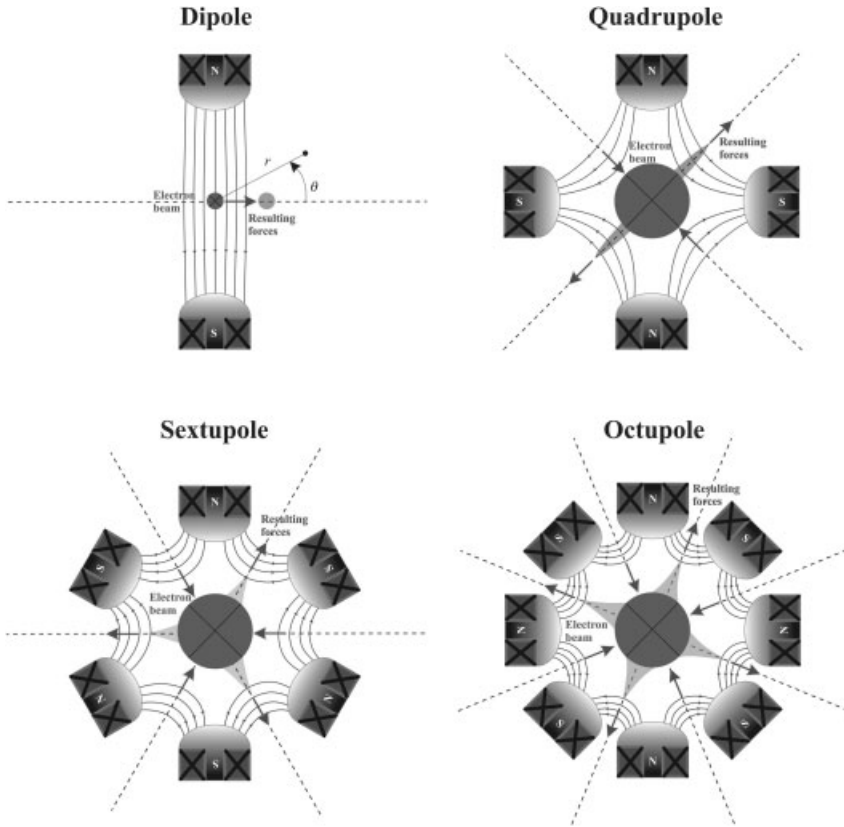 Dipole
N
r
θ
Electron
beam
Resulting
forces
S
Quadrupole
N
Electron
beam
Resulting
forces
S
S
N
Sextupole
N
Resulting
forces
S
S
Electron
beam
N
N
S
Octupole
N
Resulting
forces
S
S
Electron
beam
N
N
S
S
N